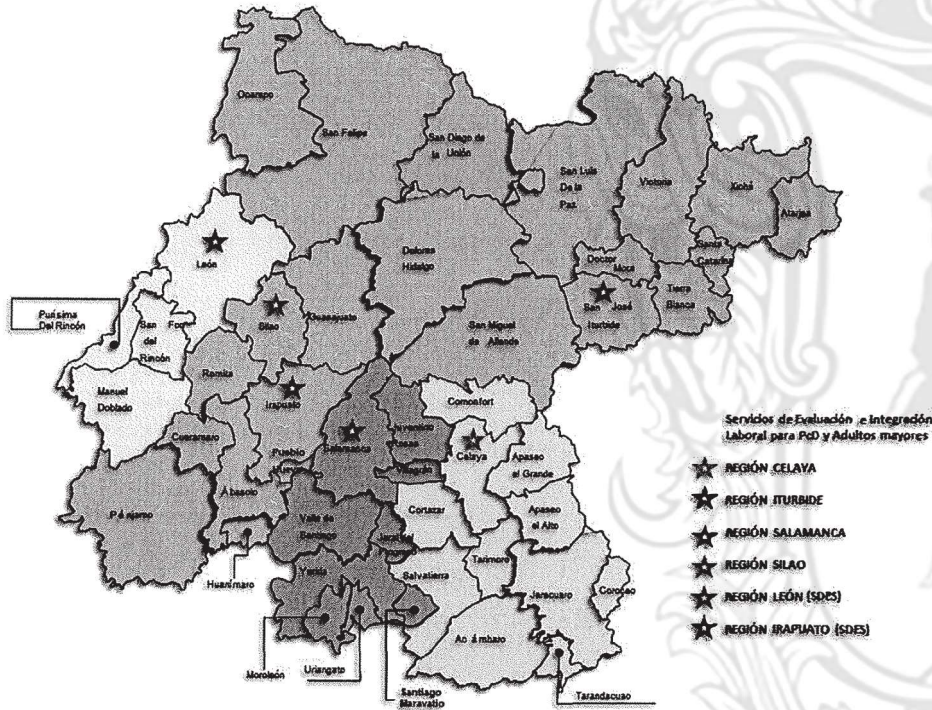 Ocampo
San Felipe
San Diego de
la Unión
San Luis
De la
Paz
Victoria
Xichú
Atarjea
León
Dolores
Hidalgo
Doctor
Mora
Santa
Catarina
Silao
Guanajuato
San José
Iturbide
Tierra
Blanca
Purísima
Del Rincón
San Fco
del
Rincón
San Miguel
de Allende
Manuel
Doblado
Romita
Irapuato
Comonfort
Cuerámaro
Pueblo
Nuevo
Salamanca
Juventino
Rosas
Villagrán
Celaya
Apaseo
el Grande
Pénjamo
Abasolo
Cortazar
Apaseo
el Alto
Valle de
Santiago
Jaral del
Tarimoro
Huanímaro
Yuriria
Salvatierra
Jerécuaro
Coroneo
Acámbaro
Moroleón
Uriangato
Santiago
Maravatío
Tarandacuao
Servicios de Evaluación e Integración
Laboral para PcD y Adultos mayores
REGIÓN CELAYA
REGIÓN ITURBIDE
REGIÓN SALAMANCA
REGIÓN SILAO
REGIÓN LEÓN (SDES)
REGIÓN IRAPUATO (SDES)